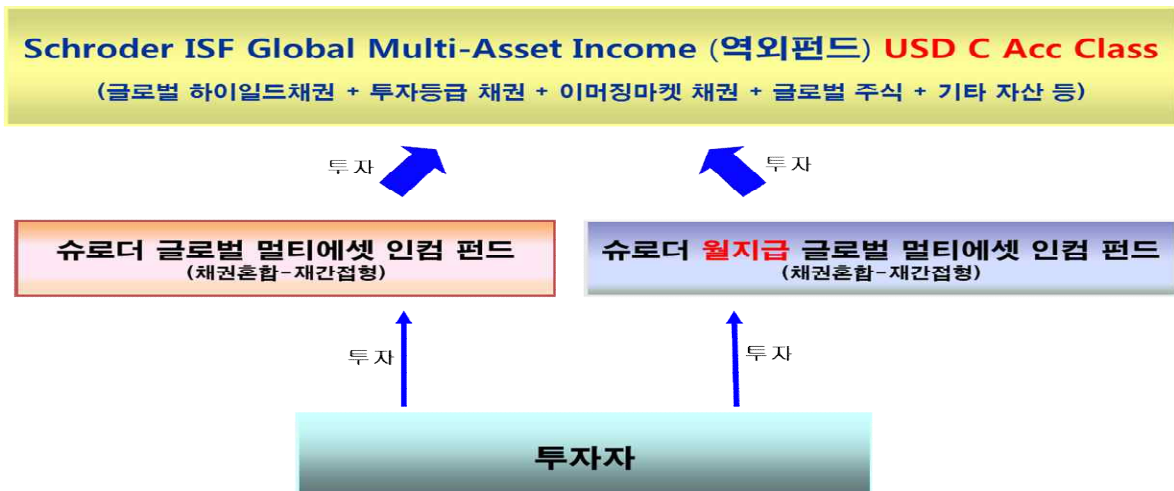 Schroder ISF Global Multi-Asset Income (역외펀드) USD C Acc Class
(글로벌 하이일드채권 + 투자등급 채권 + 이머징마켓 채권 + 글로벌 주식 + 기타 자산 등)
투자
투자
슈로더 글로벌 멀티에셋 인컴 펀드
(채권혼합-재간접형)
슈로더 월지급 글로벌 멀티에셋 인컴 펀드
(채권혼합-재간접형)
투자
투자
투자자